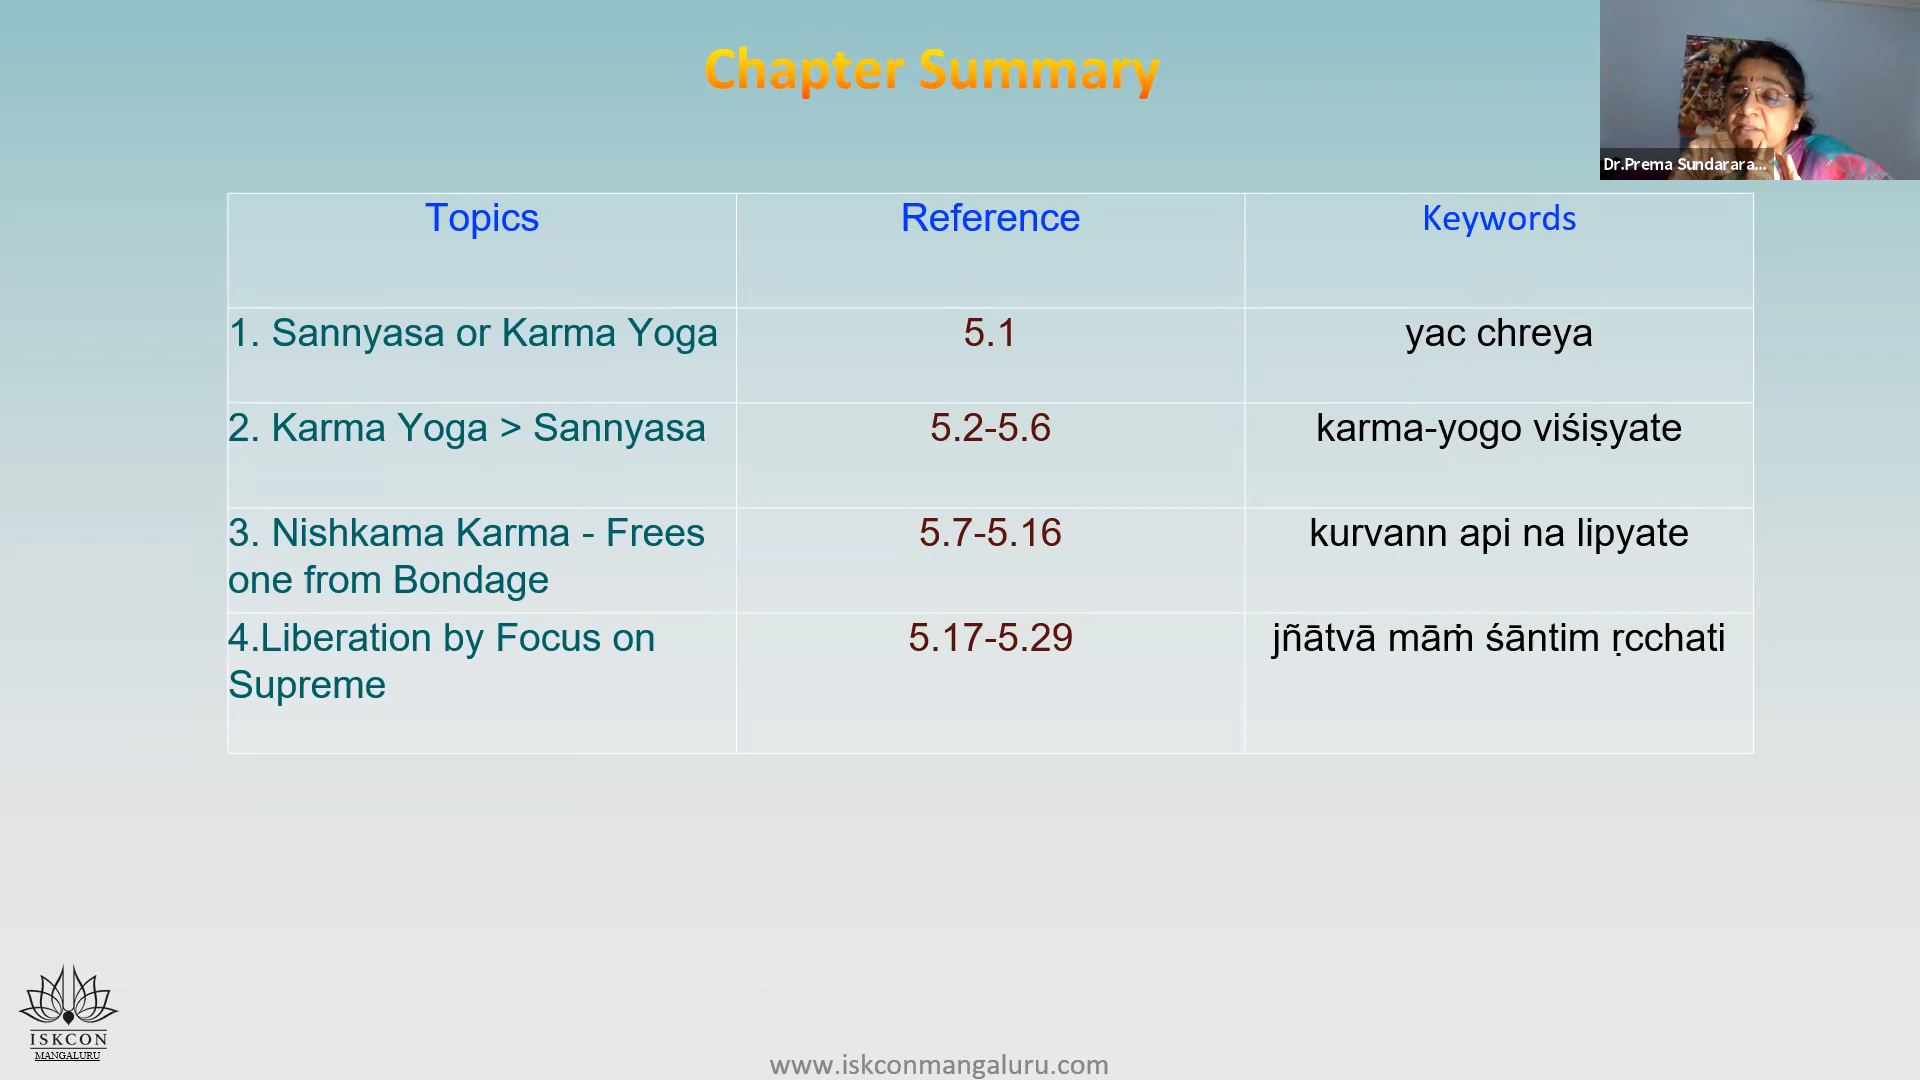 Chapter Summary
Dr.Prema Sundarara...
Topics Reference Keywords
1. Sannyasa or Karma Yoga 5.1 yac chreya
2. Karma Yoga > Sannyasa 5.2-5.6 karma-yogo viśiṣyate
3. Nishkama Karma - Frees 5.7-5.16 kurvann api na lipyate
one from Bondage
4.Liberation by Focus on 5.17-5.29 jñātvā māṁ śāntim ṛcchati
Supreme
ISKCON
MANGALURU
www.iskconmangaluru.com